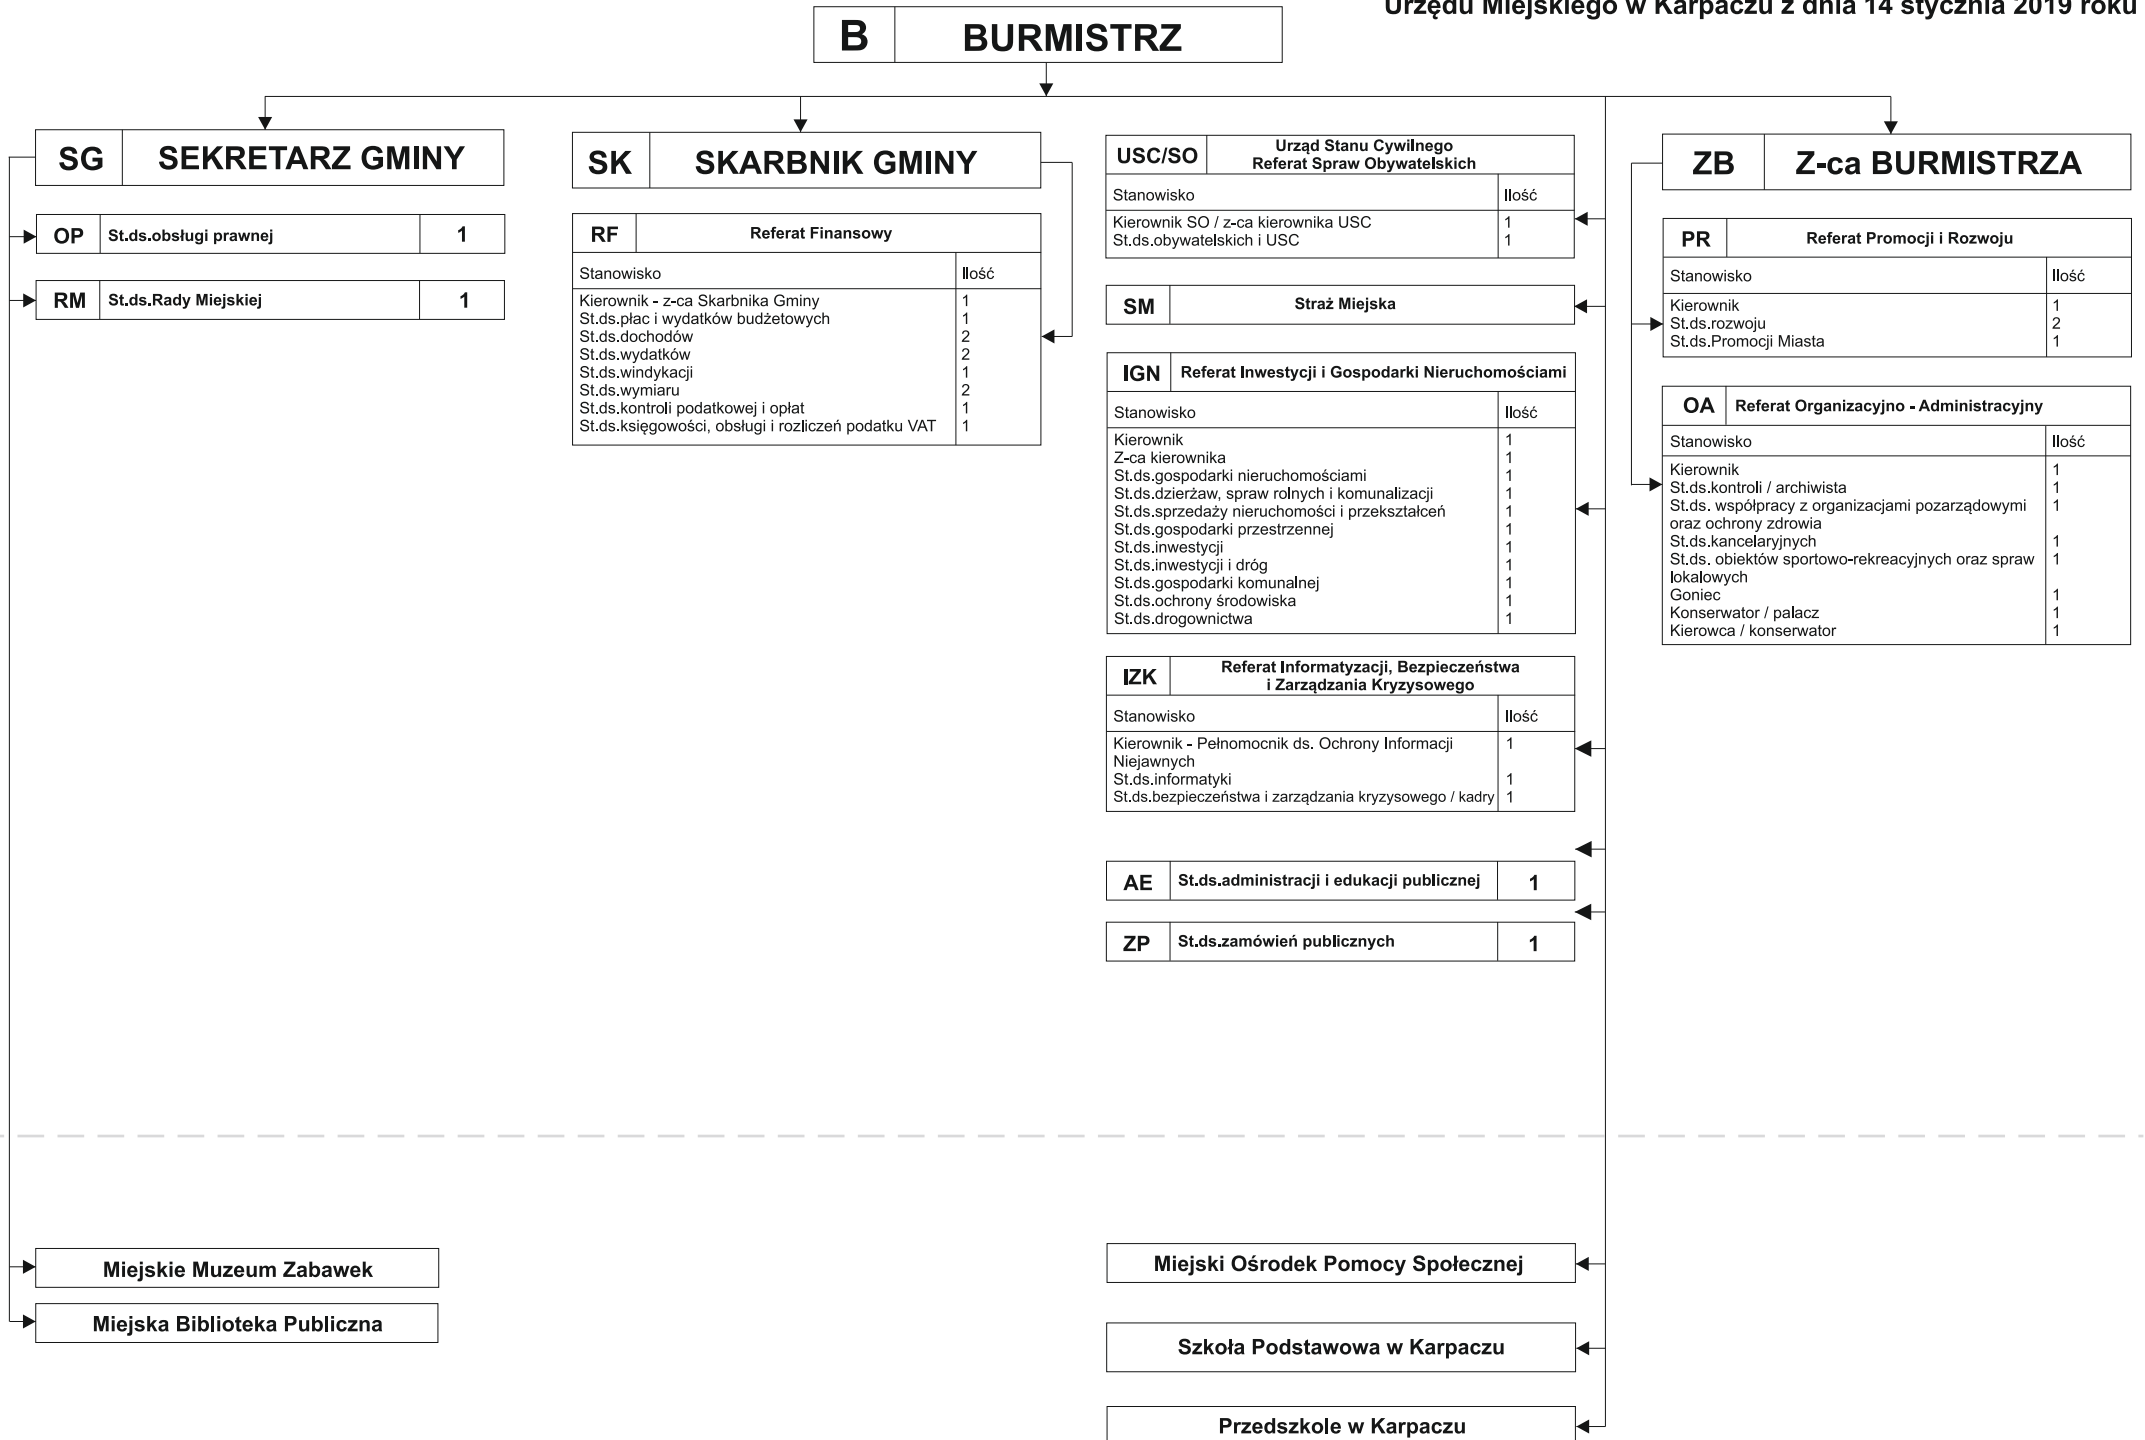 Urzędu Miejskiego w Karpaczu z dnia 14 stycznia 2019 roku
B BURMISTRZ
SG SEKRETARZ GMINY
OP St.ds.obsługi prawnej 1
RM St.ds.Rady Miejskiej 1
SK SKARBNIK GMINY
RF Referat Finansowy
Stanowisko Ilość
Kierownik - z-ca Skarbnika Gminy 1
St.ds.płac i wydatków budżetowych 1
St.ds.dochodów 2
St.ds.wydatków 2
St.ds.windykacji 1
St.ds.wymiaru 2
St.ds.kontroli podatkowej i opłat 1
St.ds.księgowości, obsługi i rozliczeń podatku VAT 1
USC/SO Urząd Stanu Cywilnego
Referat Spraw Obywatelskich
Stanowisko Ilość
Kierownik SO / z-ca kierownika USC 1
St.ds.obywatelskich i USC 1
SM Straż Miejska
IGN Referat Inwestycji i Gospodarki Nieruchomościami
Stanowisko Ilość
Kierownik 1
Z-ca kierownika 1
St.ds.gospodarki nieruchomościami 1
St.ds.dzierżaw, spraw rolnych i komunalizacji 1
St.ds.sprzedaży nieruchomości i przekształceń 1
St.ds.gospodarki przestrzennej 1
St.ds.inwestycji 1
St.ds.inwestycji i dróg 1
St.ds.gospodarki komunalnej 1
St.ds.ochrony środowiska 1
St.ds.drogownictwa 1
IZK Referat Informatyzacji, Bezpieczeństwa
i Zarządzania Kryzysowego
Stanowisko Ilość
Kierownik - Pełnomocnik ds. Ochrony Informacji 1
Niejawnych
St.ds.informatyki 1
St.ds.bezpieczeństwa i zarządzania kryzysowego / kadry 1
AE St.ds.administracji i edukacji publicznej 1
ZP St.ds.zamówień publicznych 1
ZB Z-ca BURMISTRZA
PR Referat Promocji i Rozwoju
Stanowisko Ilość
Kierownik 1
St.ds.rozwoju 2
St.ds.Promocji Miasta 1
OA Referat Organizacyjno - Administracyjny
Stanowisko Ilość
Kierownik 1
St.ds.kontroli / archiwista 1
St.ds. współpracy z organizacjami pozarządowymi 1
oraz ochrony zdrowia
St.ds.kancelaryjnych 1
St.ds. obiektów sportowo-rekreacyjnych oraz spraw 1
lokalowych
Goniec 1
Konserwator / palacz 1
Kierowca / konserwator 1
Miejskie Muzeum Zabawek
Miejska Biblioteka Publiczna
Miejski Ośrodek Pomocy Społecznej
Szkoła Podstawowa w Karpaczu
Przedszkole w Karpaczu